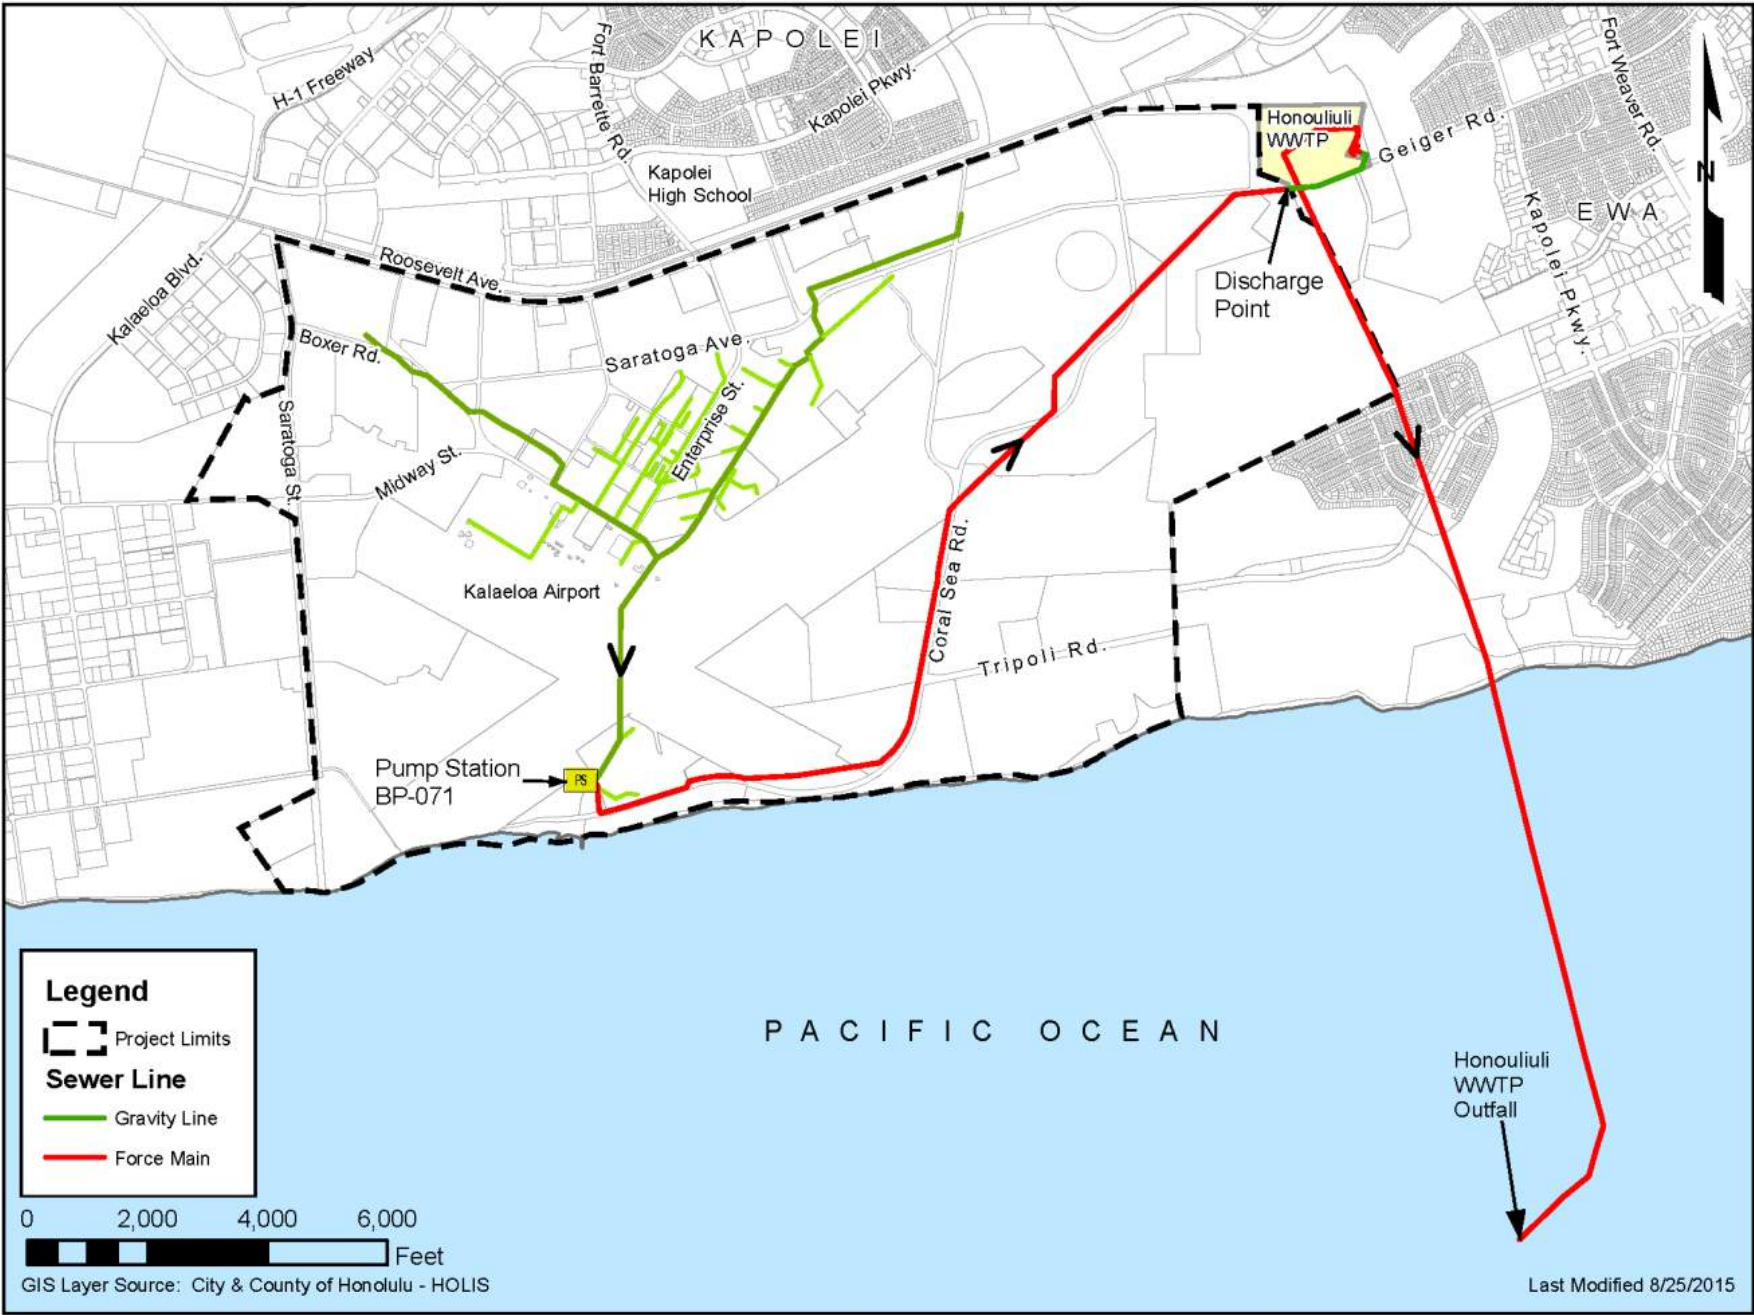 KAPOLEI
H-1 Freeway
Fort Barrette Rd.
Kapolei Pkwy.
Fort Weaver Rd.
Honouliuli
WWTP
Geiger Rd.
N
Kapolei
High School
EWA
Kapolei Pkwy.
Kalaeloa Blvd.
Roosevelt Ave.
Discharge
Point
Boxer Rd.
Saratoga Ave.
Enterprise St.
Saratoga St.
Midway St.
Kalaeloa Airport
Coral Sea Rd.
Tripoli Rd.
Pump Station
BP-071
PS
PACIFIC OCEAN
Legend
Project Limits
Sewer Line
Gravity Line
Force Main
Honouliuli
WWTP
Outfall
0 2,000 4,000 6,000
Feet
GIS Layer Source: City & County of Honolulu - HOLIS
Last Modified 8/25/2015